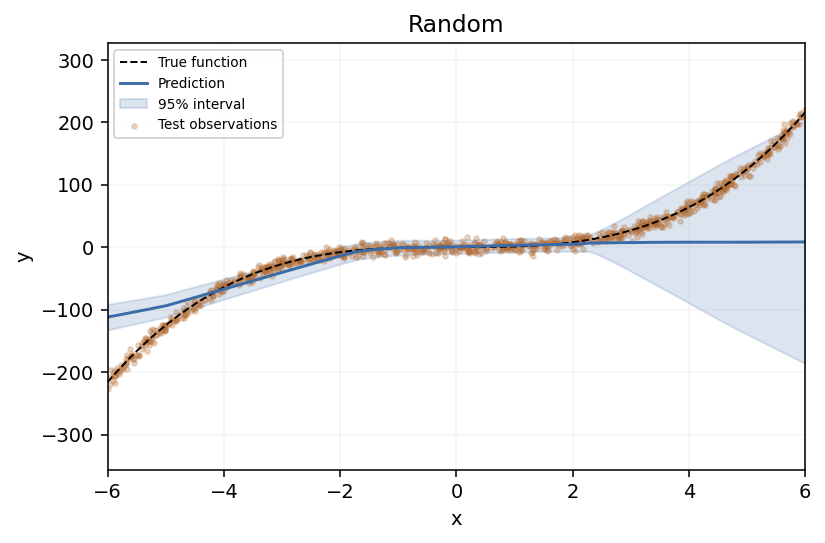 Random
300
200
100
0
−100
−200
−300
y
True function
Prediction
95% interval
Test observations
−6
−4
−2
0
2
4
6
x